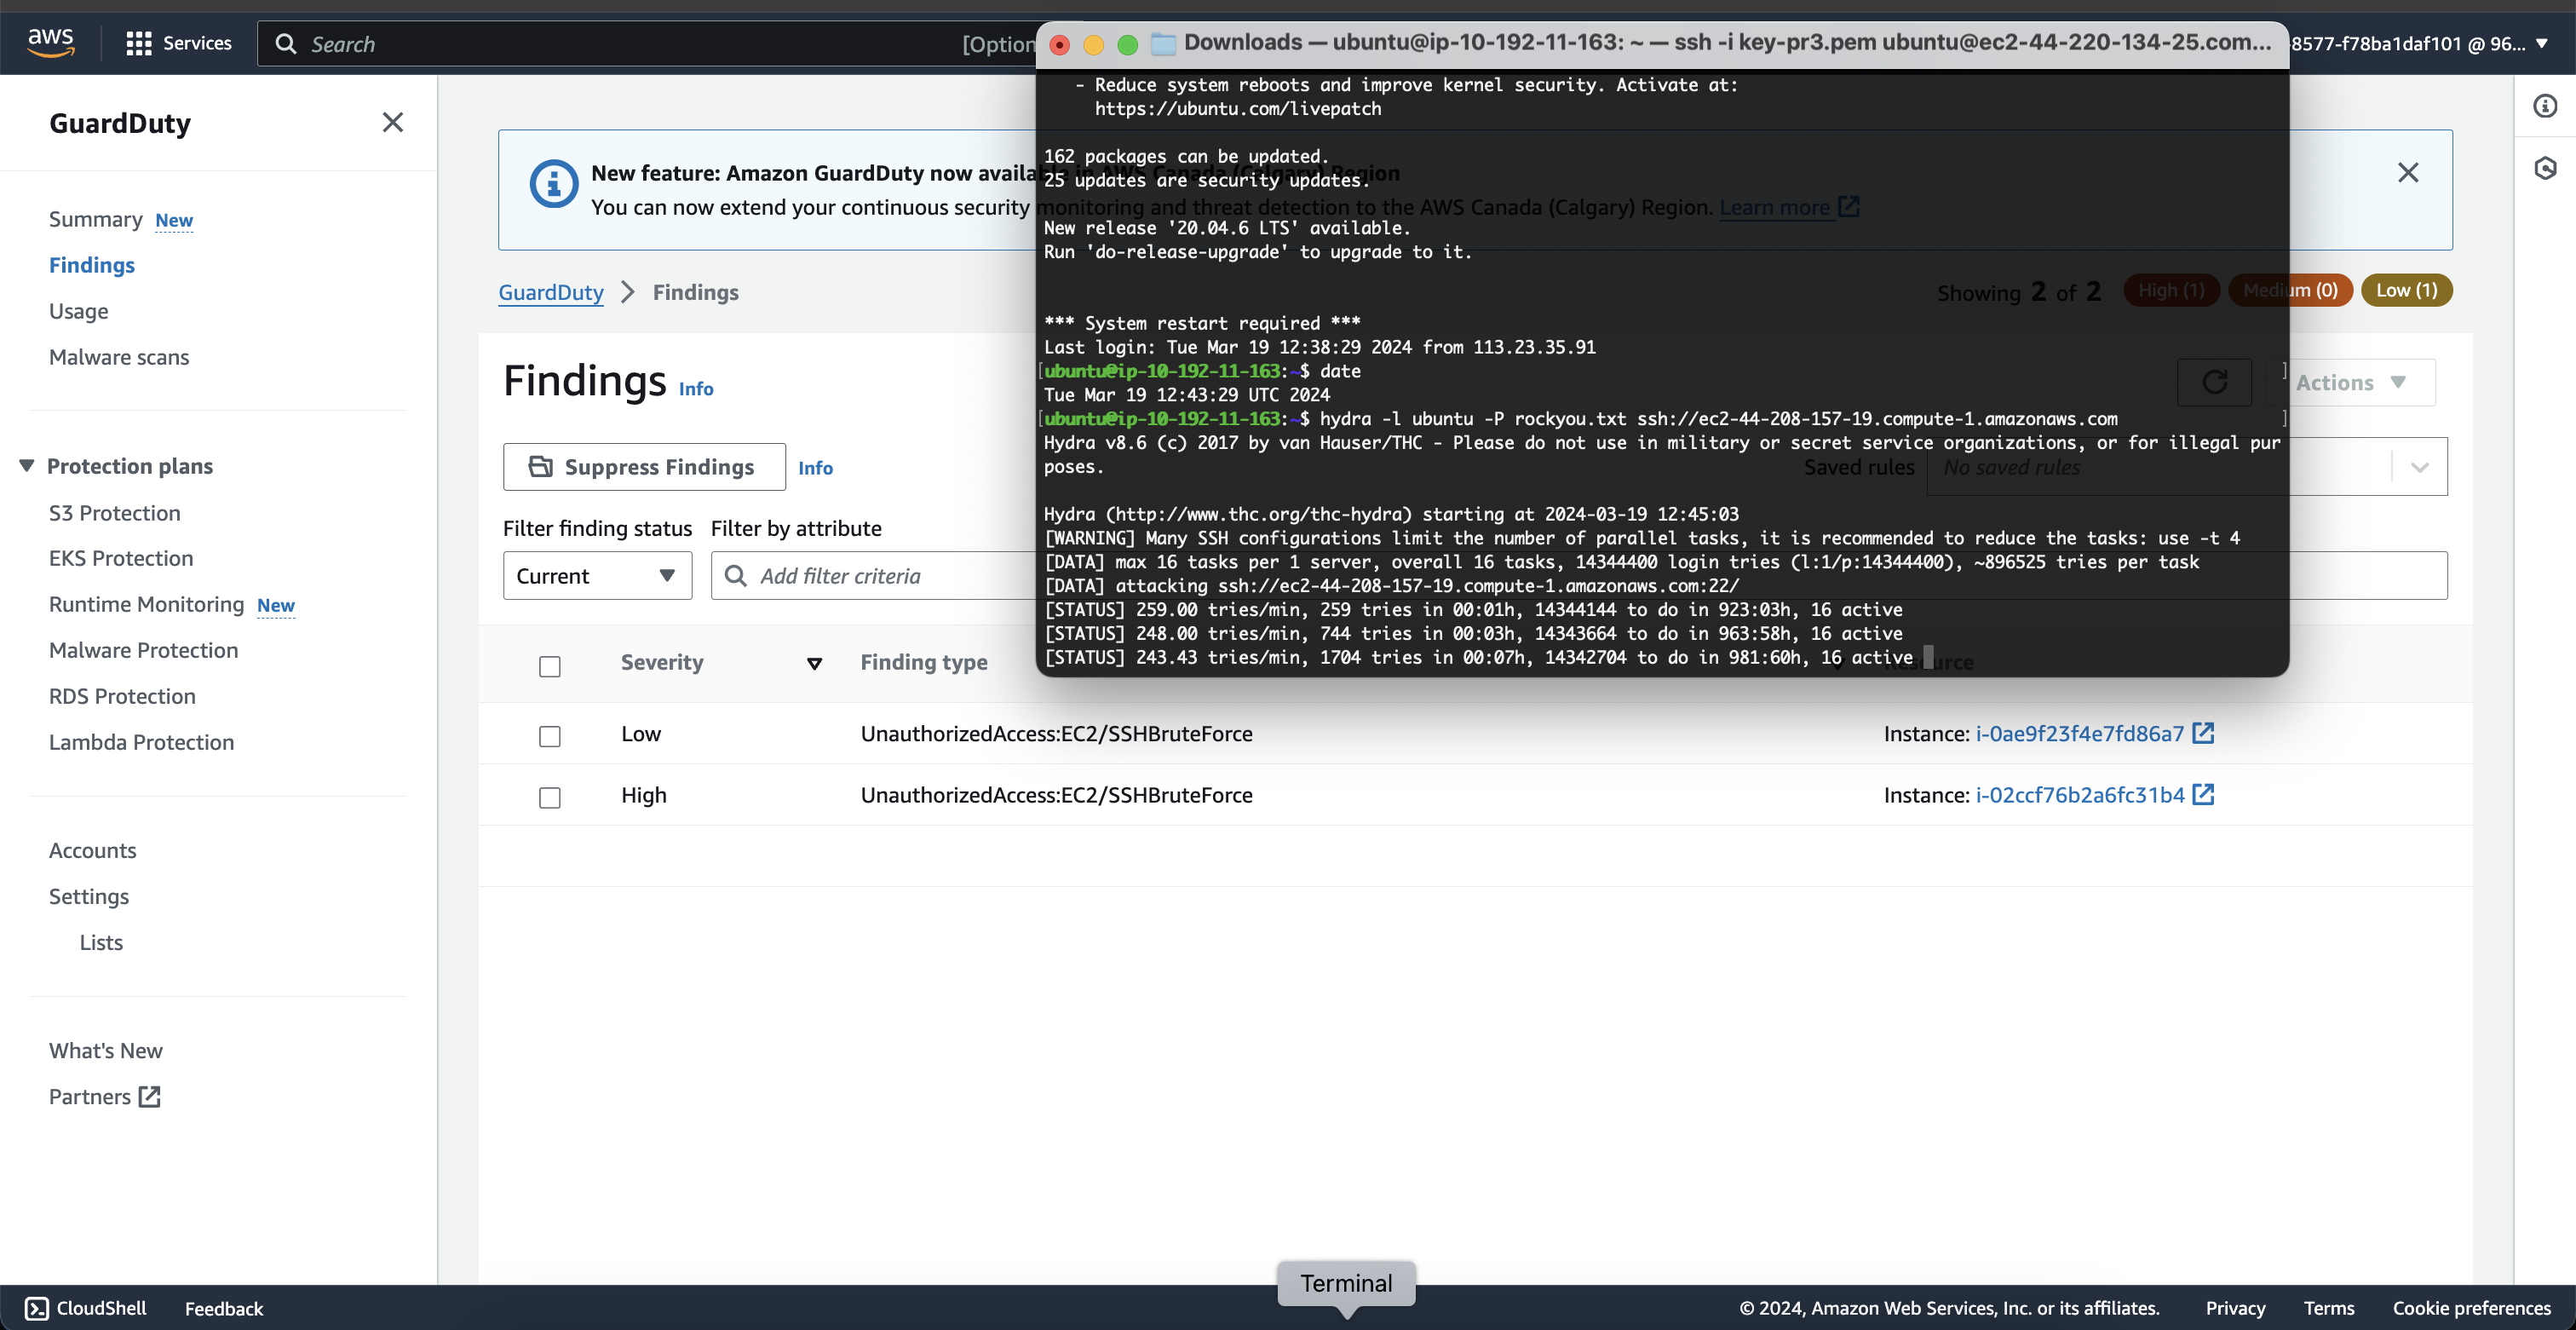 aws
Services
Search
[Option
8577-f78ba1daf101 @ 96...
Downloads — ubuntu@ip-10-192-11-163: ~ — ssh -i key-pr3.pem ubuntu@ec2-44-220-134-25.com...
GuardDuty
Summary New
Findings
Usage
Malware scans
Protection plans
S3 Protection
EKS Protection
Runtime Monitoring New
Malware Protection
RDS Protection
Lambda Protection
Accounts
Settings
Lists
What's New
Partners
New feature: Amazon GuardDuty now available in AWS Canada (Calgary) Region
You can now extend your continuous security monitoring and threat detection to the AWS Canada (Calgary) Region. Learn more
GuardDuty > Findings
Showing 2 of 2 High (1) Medium (0) Low (1)
Findings Info
Actions
Suppress Findings Info
Saved rules No saved rules
Filter finding status Filter by attribute
Current Add filter criteria
Severity Finding type
Low UnauthorizedAccess:EC2/SSHBruteForce Instance: i-0ae9f23f4e7fd86a7
High UnauthorizedAccess:EC2/SSHBruteForce Instance: i-02ccf76b2a6fc31b4
- Reduce system reboots and improve kernel security. Activate at:
https://ubuntu.com/livepatch
162 packages can be updated.
25 updates are security updates.
New release '20.04.6 LTS' available.
Run 'do-release-upgrade' to upgrade to it.
*** System restart required ***
Last login: Tue Mar 19 12:38:29 2024 from 113.23.35.91
[ubuntu@ip-10-192-11-163:~$ date ]
Tue Mar 19 12:43:29 UTC 2024
[ubuntu@ip-10-192-11-163:~$ hydra -l ubuntu -P rockyou.txt ssh://ec2-44-208-157-19.compute-1.amazonaws.com ]
Hydra v8.6 (c) 2017 by van Hauser/THC - Please do not use in military or secret service organizations, or for illegal pur
poses.
Hydra (http://www.thc.org/thc-hydra) starting at 2024-03-19 12:45:03
[WARNING] Many SSH configurations limit the number of parallel tasks, it is recommended to reduce the tasks: use -t 4
[DATA] max 16 tasks per 1 server, overall 16 tasks, 14344400 login tries (l:1/p:14344400), ~896525 tries per task
[DATA] attacking ssh://ec2-44-208-157-19.compute-1.amazonaws.com:22/
[STATUS] 259.00 tries/min, 259 tries in 00:01h, 14344144 to do in 923:03h, 16 active
[STATUS] 248.00 tries/min, 744 tries in 00:03h, 14343664 to do in 963:58h, 16 active
[STATUS] 243.43 tries/min, 1704 tries in 00:07h, 14342704 to do in 981:60h, 16 active
Terminal
CloudShell Feedback
© 2024, Amazon Web Services, Inc. or its affiliates. Privacy Terms Cookie preferences